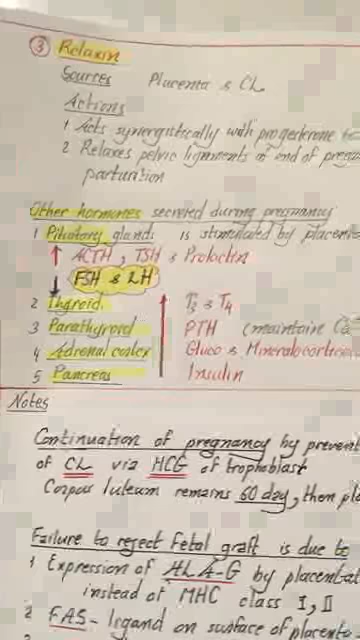 ③ Relaxin
Sources Placenta & CL
Actions
1 Acts synergistically with progesterone
2 Relaxes pelvic ligaments at end of
parturition
Other hormones secreted during pregnancy
1 Pituitary gland: is stimulated by
↑ ACTH, TSH & Prolactin
↓ FSH & LH
2 Thyroid T3 & T4
3 Parathyroid PTH (maintain Ca
4 Adrenal cortex Gluco & Mineralocortico
5 Pancreas Insulin
Notes
Continuation of pregnancy by prevent
of CL via HCG of trophoblast
Corpus luteum remains 60 day, then
Failure to reject Fetal graft is due to
1 Expression of HLA-G by placental
instead of MHC class I, II
2 FAS-ligand on surface of placent